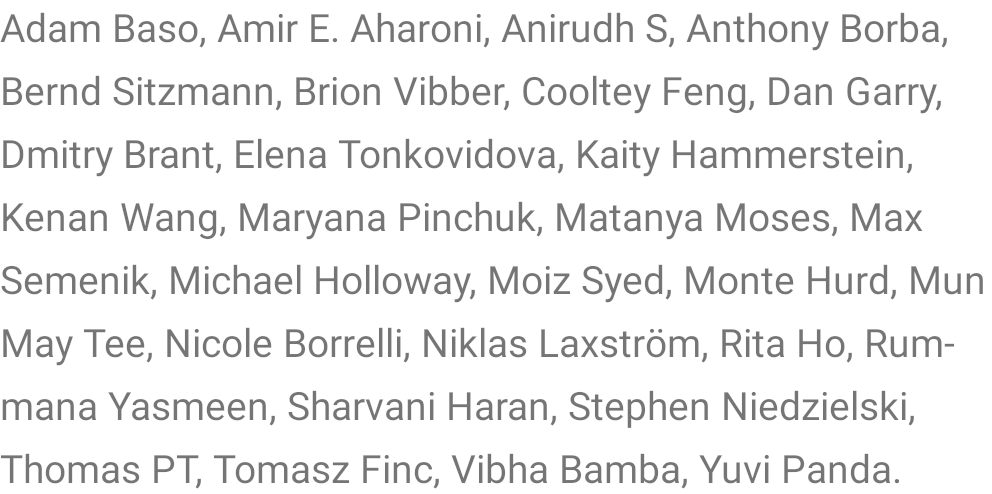 Adam Baso, Amir E. Aharoni, Anirudh S, Anthony Borba,
Bernd Sitzmann, Brion Vibber, Cooltey Feng, Dan Garry,
Dmitry Brant, Elena Tonkovidova, Kaity Hammerstein,
Kenan Wang, Maryana Pinchuk, Matanya Moses, Max
Semenik, Michael Holloway, Moiz Syed, Monte Hurd, Mun
May Tee, Nicole Borrelli, Niklas Laxström, Rita Ho, Rum-
mana Yasmeen, Sharvani Haran, Stephen Niedzielski,
Thomas PT, Tomasz Finc, Vibha Bamba, Yuvi Panda.